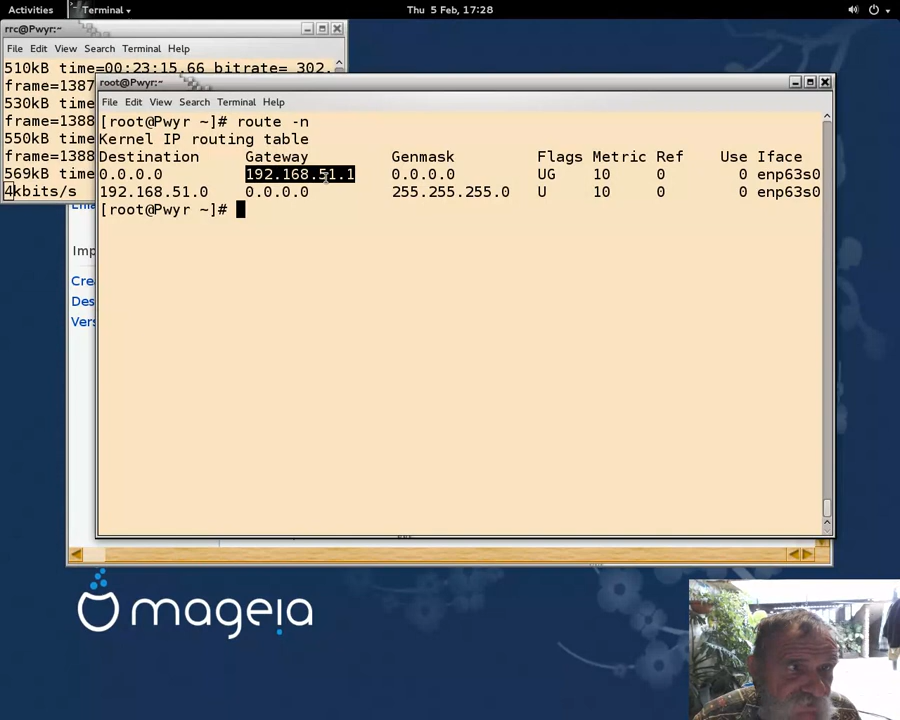 Activities
Terminal
Thu 5 Feb, 17:28
rrc@Pwyr:~
File Edit View Search Terminal Help
510kB time=00:23:15.66 bitrate= 302.
frame=1387
530kB time
frame=1388
550kB time
frame=1388
569kB time
4kbits/s
root@Pwyr:~
File Edit View Search Terminal Help
[root@Pwyr ~]# route -n
Kernel IP routing table
Destination Gateway Genmask Flags Metric Ref Use Iface
0.0.0.0 192.168.51.1 0.0.0.0 UG 10 0 0 enp63s0
192.168.51.0 0.0.0.0 255.255.255.0 U 10 0 0 enp63s0
[root@Pwyr ~]#
Imp
Cre
Des
Vers
mageia